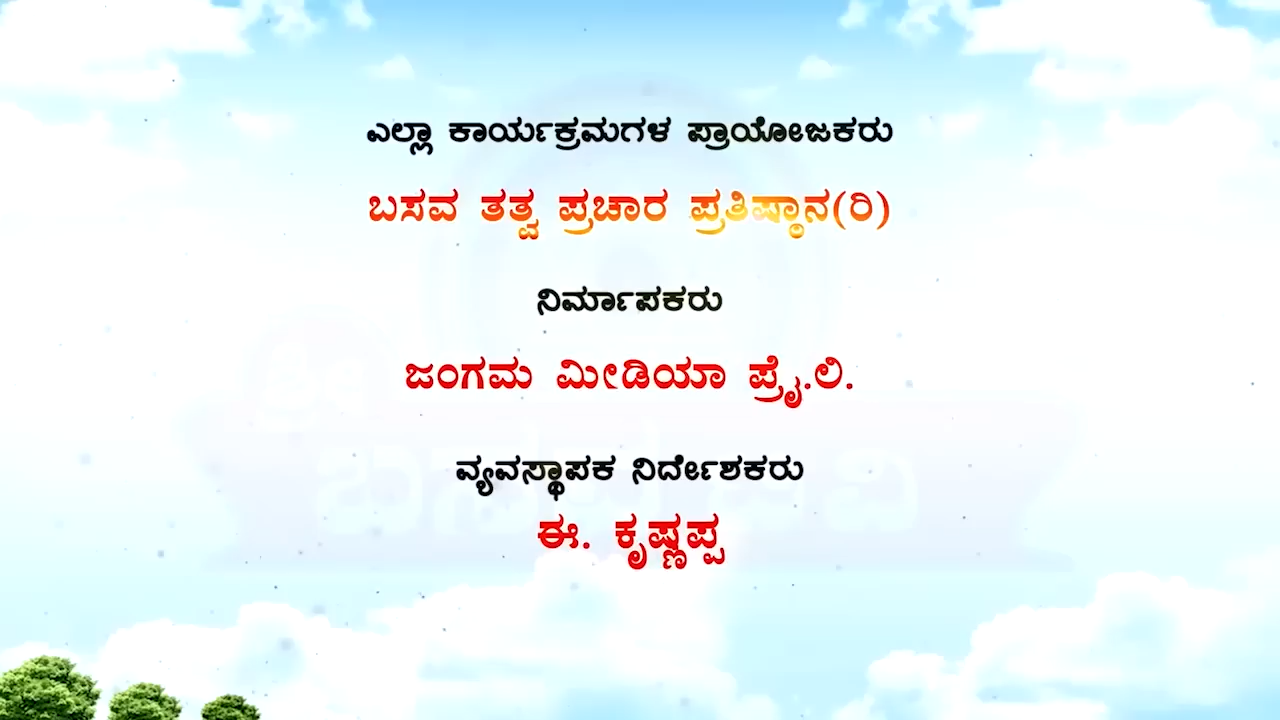 ಎಲ್ಲಾ ಕಾರ್ಯಕ್ರಮಗಳ ಪ್ರಾಯೋಜಕರು
ಬಸವ ತತ್ವ ಪ್ರಚಾರ ಪ್ರತಿಷ್ಠಾನ(ರಿ)
ನಿರ್ಮಾಪಕರು
ಜಂಗಮ ಮೀಡಿಯಾ ಪ್ರೈ.ಲಿ.
ವ್ಯವಸ್ಥಾಪಕ ನಿರ್ದೇಶಕರು
ಈ. ಕೃಷ್ಣಪ್ಪ